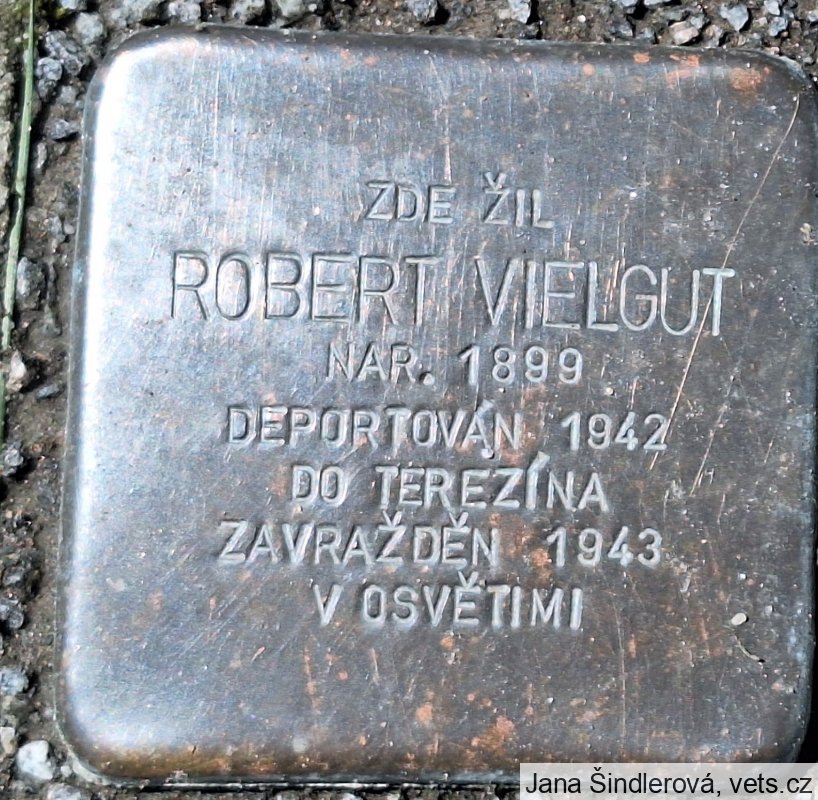 ZDE ŽIL
ROBERT VIELGUT
NAR. 1899
DEPORTOVÁN 1942
DO TEREZÍNA
ZAVRAŽDĚN 1943
V OSVĚTIMI
Jana Šindlerová, vets.cz